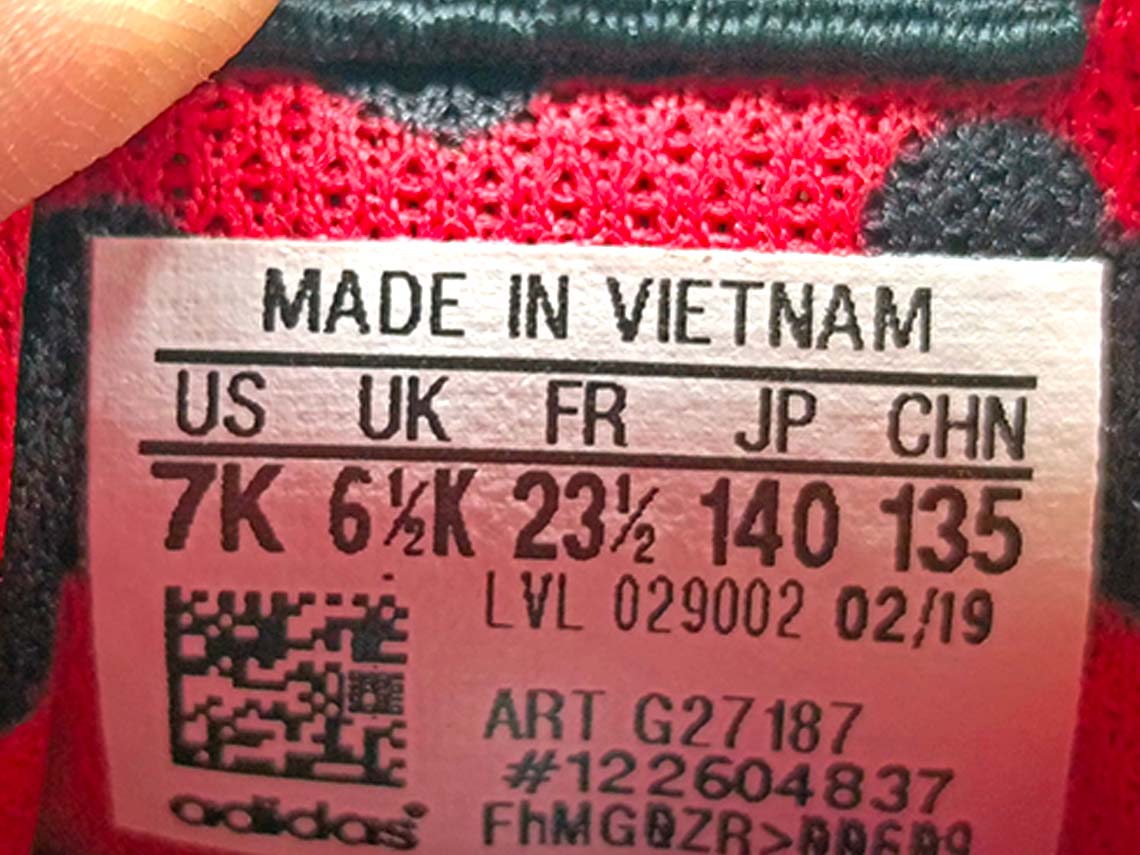 MADE IN VIETNAM
US UK FR JP CHN
7K 6½K 23½ 140 135
LVL 029002 02/19
ART G27187
#122604837
adidas